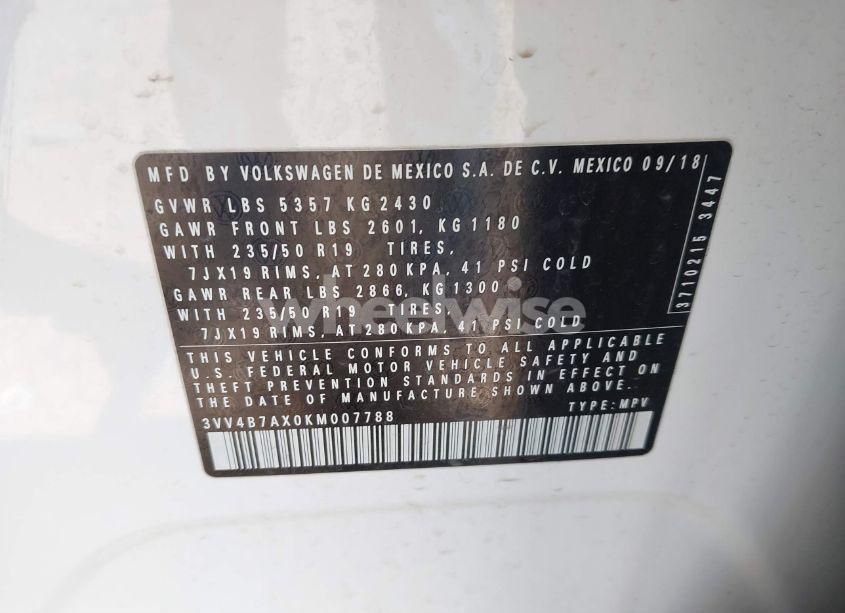 MFD BY VOLKSWAGEN DE MEXICO S.A. DE C.V. MEXICO 09/18
GVWR LBS 5357 KG 2430
GAWR FRONT LBS 2601, KG 1180
WITH 235/50 R19 TIRES,
7JX19 RIMS, AT 280 KPA, 41 PSI COLD
GAWR REAR LBS 2866, KG 1300
WITH 235/50 R19 TIRES,
7JX19 RIMS, AT 280 KPA, 41 PSI COLD
THIS VEHICLE CONFORMS TO ALL APPLICABLE
U.S. FEDERAL MOTOR VEHICLE SAFETY AND
THEFT PREVENTION STANDARDS IN EFFECT ON
THE DATE OF MANUFACTURE SHOWN ABOVE.
3VV4B7AX0KM007788 TYPE: MPV
3710215 3447
wheelwise